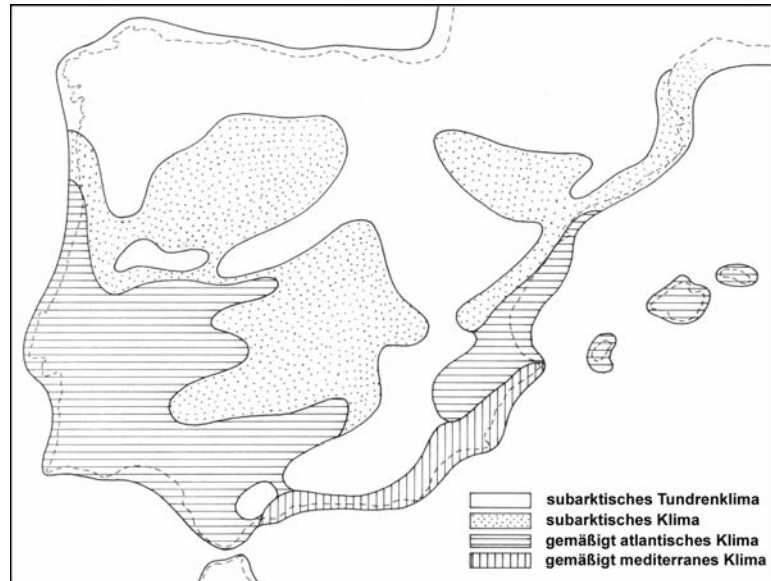 subarktisches Tundrenklima
subarktisches Klima
gemäßigt atlantisches Klima
gemäßigt mediterranes Klima